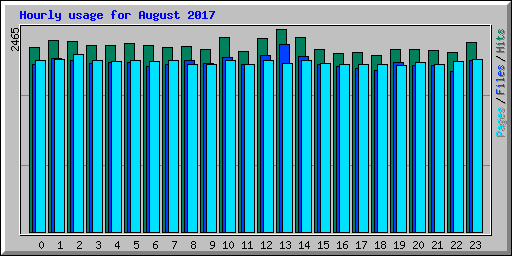 Hourly usage for August 2017
2465
Pages/Files/Hits
0 1 2 3 4 5 6 7 8 9 10 11 12 13 14 15 16 17 18 19 20 21 22 23